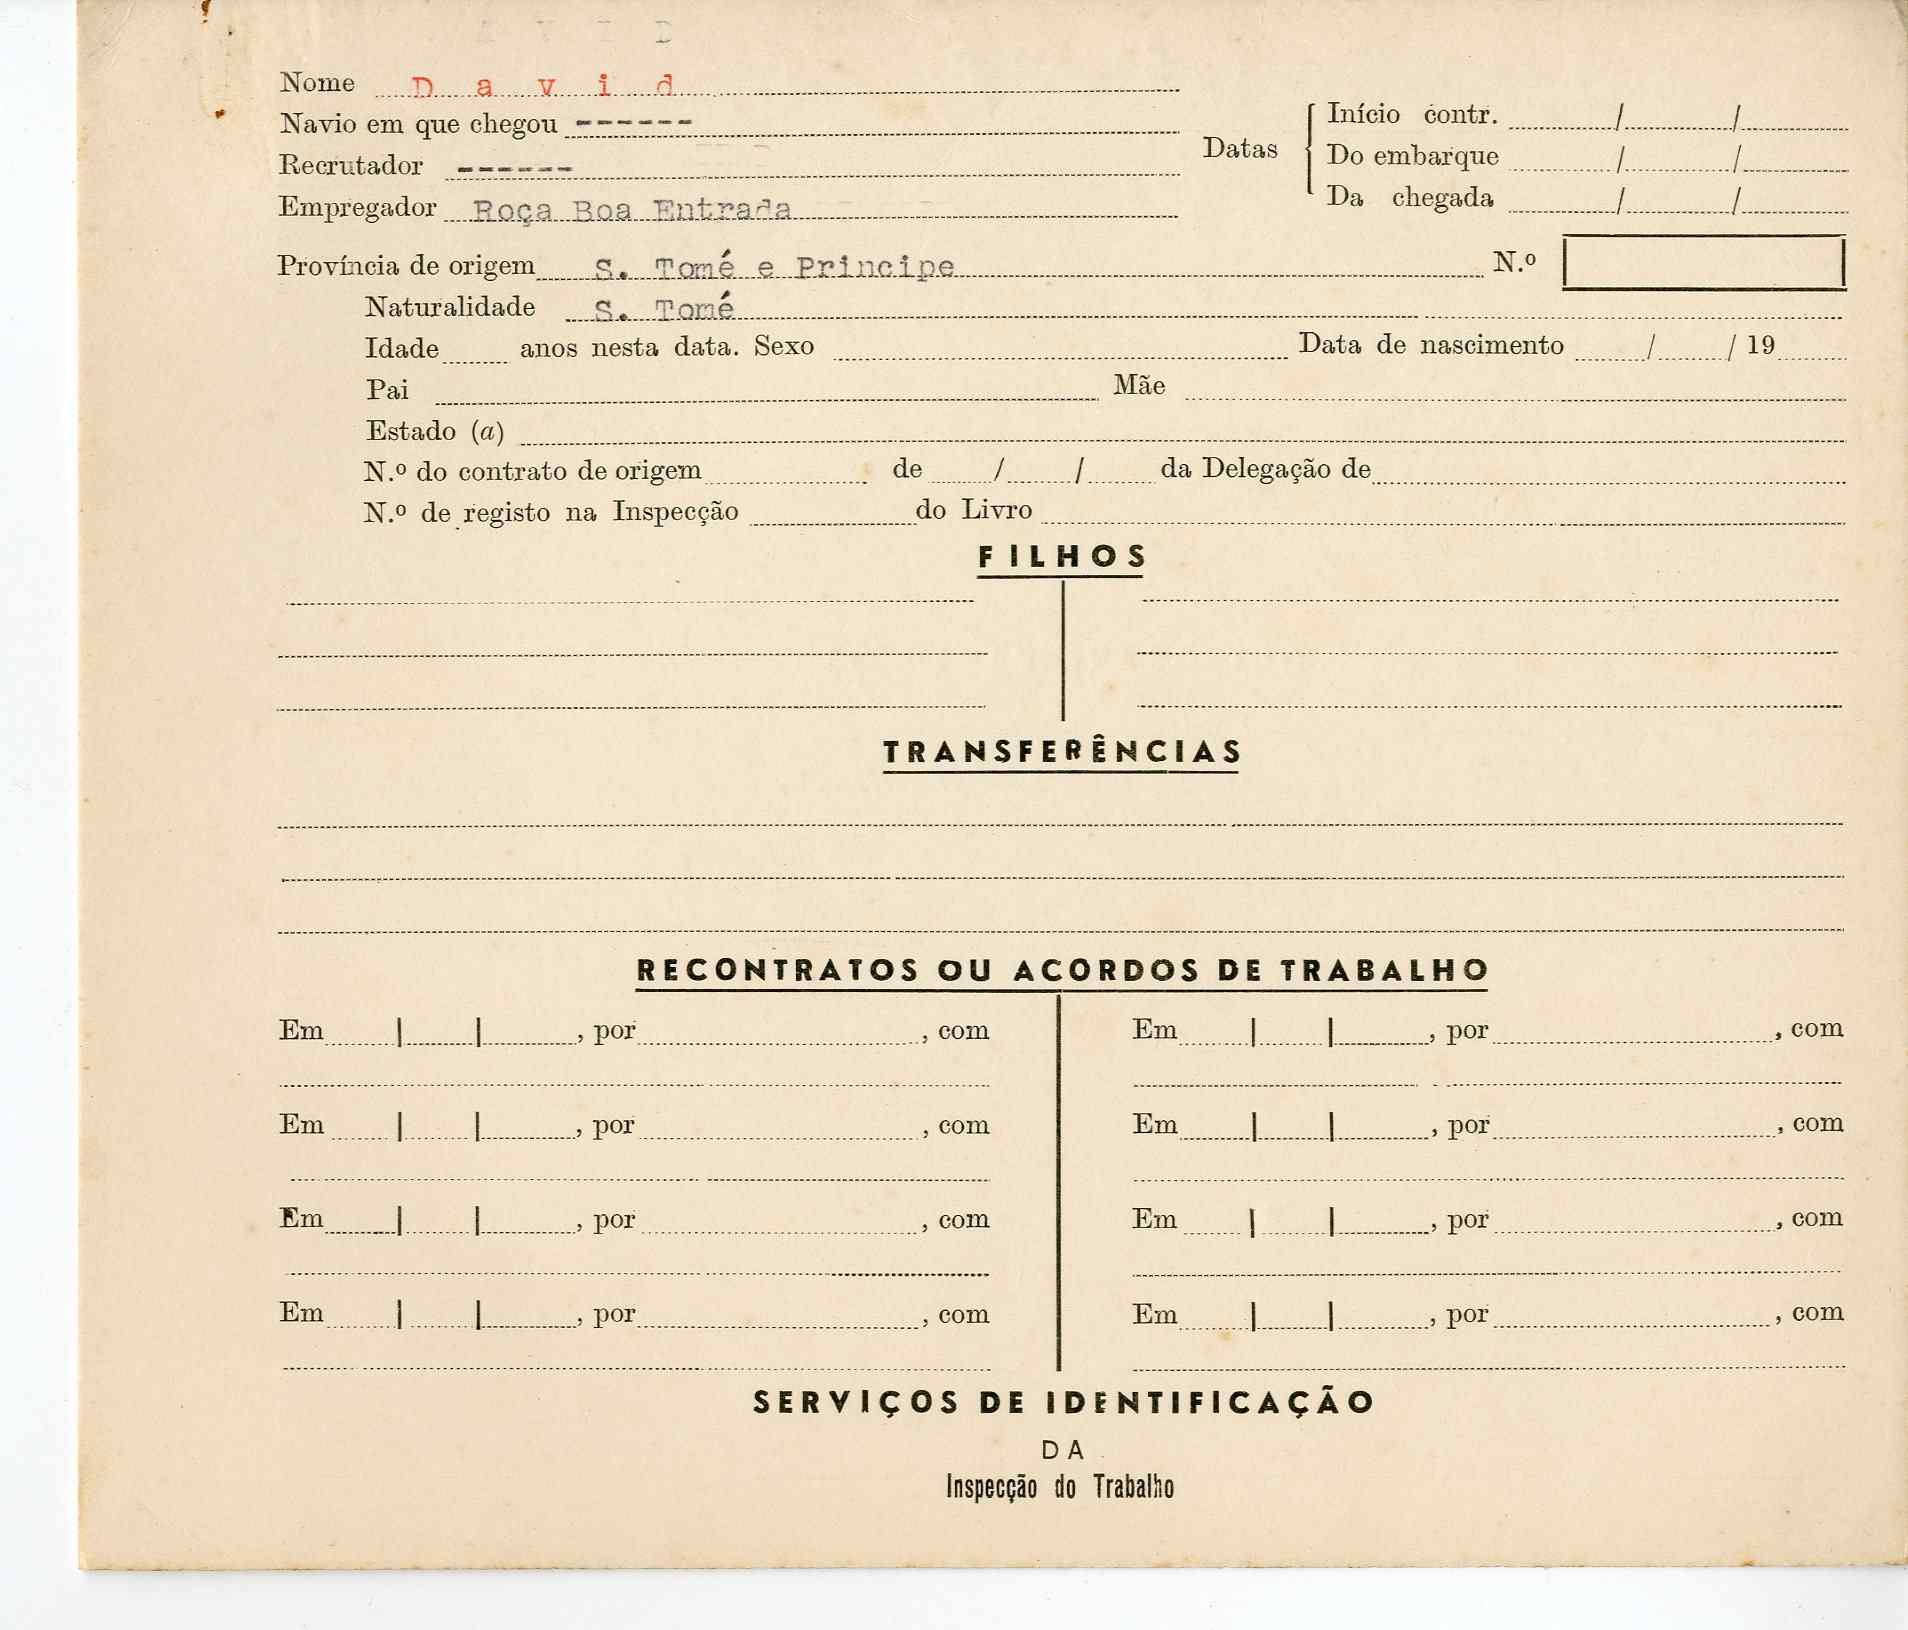 Nome David
Navio em que chegou ------
Recrutador ------
Empregador Roça Boa Entrada
Datas
Início contr. / /
Do embarque / /
Da chegada / /
Província de origem S. Tomé e Principe N.º
Naturalidade S. Tomé
Idade anos nesta data. Sexo Data de nascimento / / 19
Pai Mãe
Estado (a)
N.º do contrato de origem de / / da Delegação de
N.º de registo na Inspecção do Livro
FILHOS
TRANSFERÊNCIAS
RECONTRATOS OU ACORDOS DE TRABALHO
Em | | , por , com Em | | , por , com
Em | | , por , com Em | | , por , com
Em | | , por , com Em | | , por , com
Em | | , por , com Em | | , por , com
SERVIÇOS DE IDENTIFICAÇÃO
DA
Inspecção do Trabalho